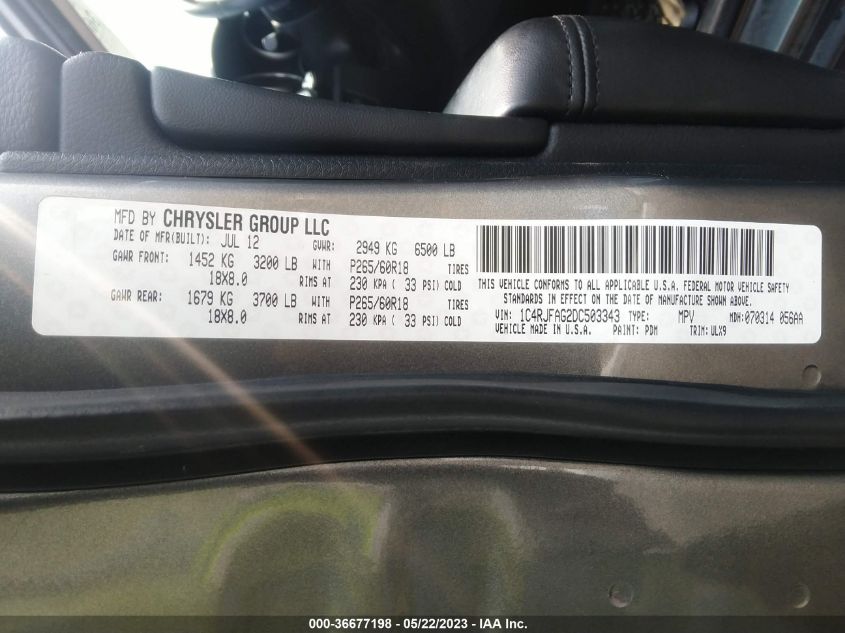 MFD BY CHRYSLER GROUP LLC
DATE OF MFR(BUILT): JUL 12 GVWR: 2949 KG 6500 LB
GAWR FRONT: 1452 KG 3200 LB WITH P265/60R18 TIRES
18X8.0 RIMS AT 230 KPA ( 33 PSI) COLD
GAWR REAR: 1679 KG 3700 LB WITH P265/60R18 TIRES
18X8.0 RIMS AT 230 KPA ( 33 PSI) COLD
THIS VEHICLE CONFORMS TO ALL APPLICABLE U.S.A. FEDERAL MOTOR VEHICLE SAFETY
STANDARDS IN EFFECT ON THE DATE OF MANUFACTURE SHOWN ABOVE.
VIN: 1C4RJFAG2DC503343 TYPE: MPV MDH: 070314 056AA
VEHICLE MADE IN U.S.A. PAINT: PDM TRIM: ULX9
000-36677198 - 05/22/2023 - IAA Inc.